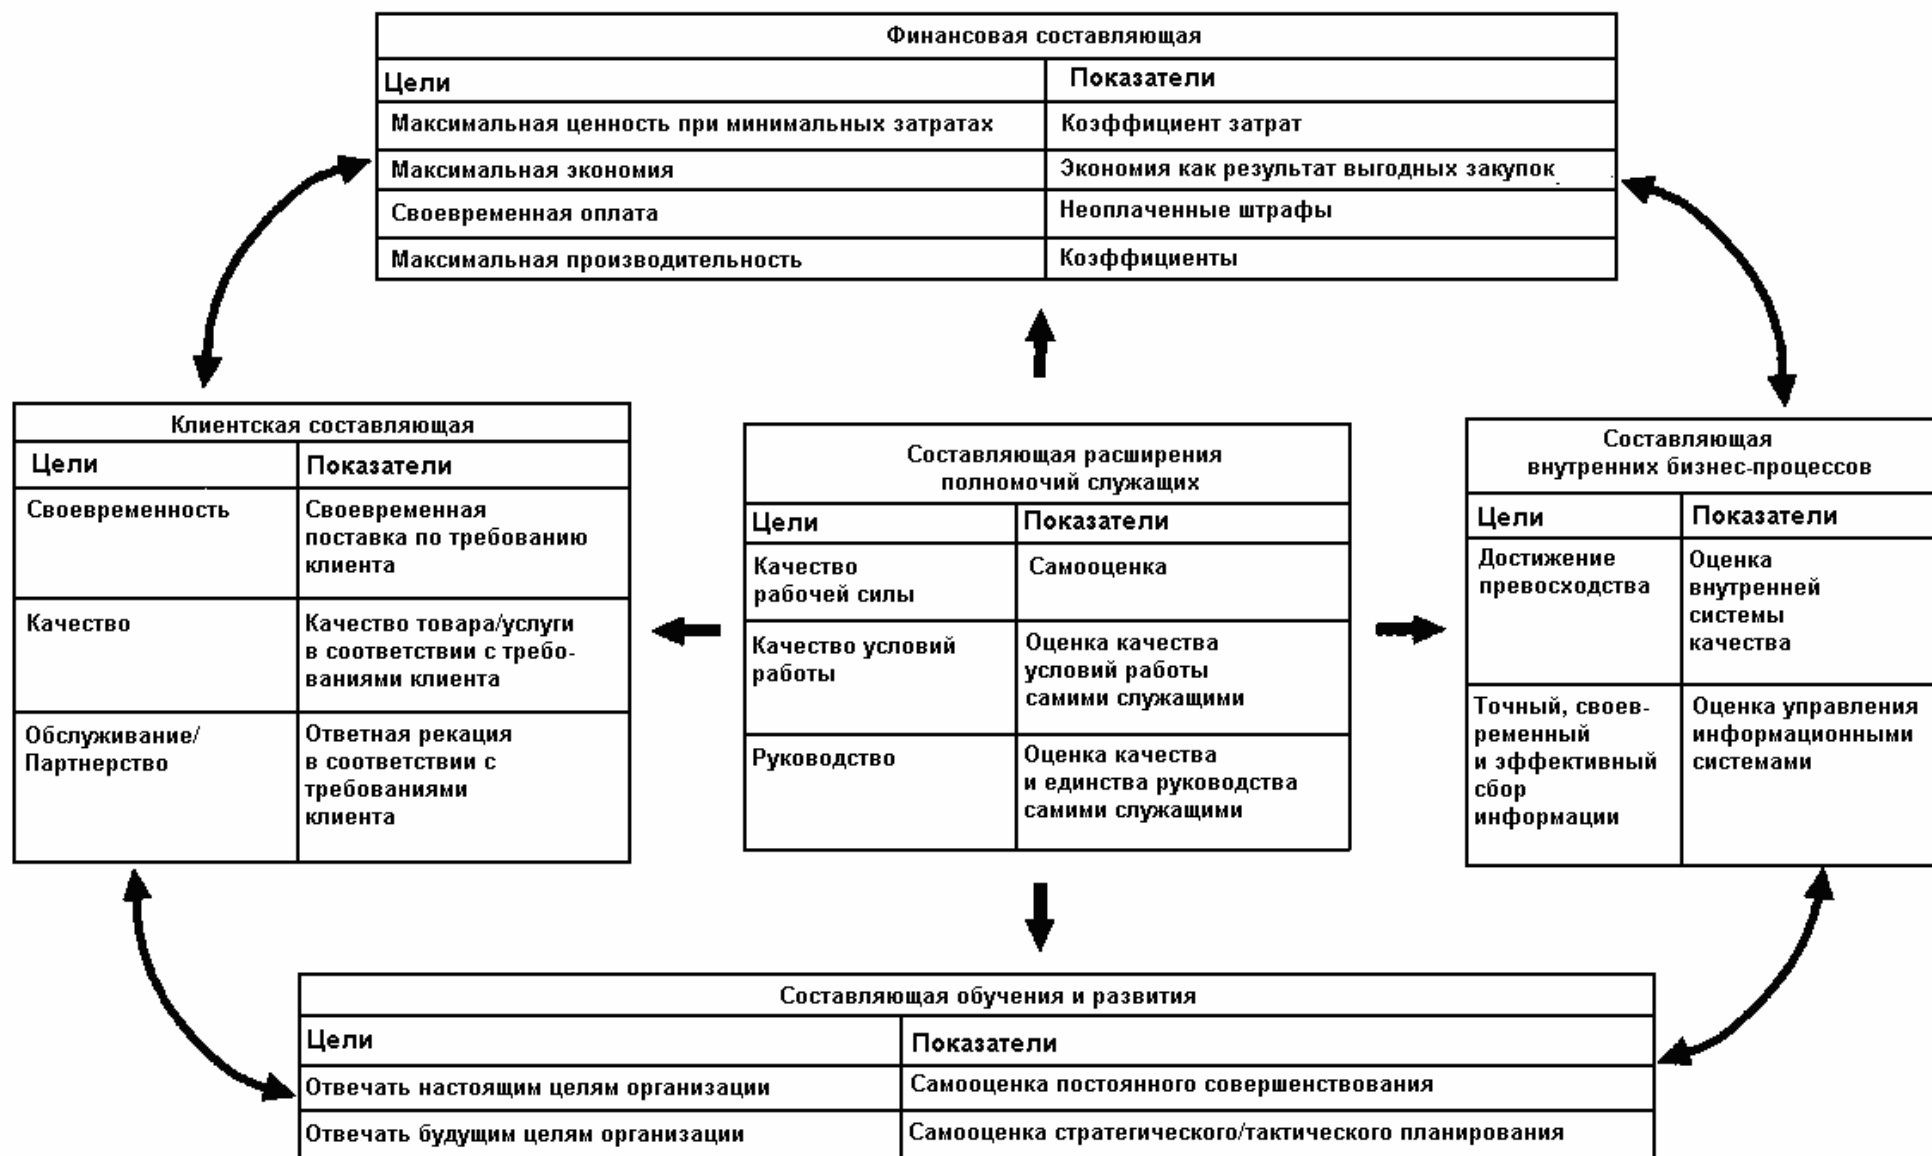 Финансовая составляющая
Цели
Показатели
Максимальная ценность при минимальных затратах
Коэффициент затрат
Максимальная экономия
Экономия как результат выгодных закупок
Своевременная оплата
Неоплаченные штрафы
Максимальная производительность
Коэффициенты
Клиентская составляющая
Цели
Показатели
Своевременность
Своевременная
поставка по требованию
клиента
Качество
Качество товара/услуги
в соответствии с требо-
ваниями клиента
Обслуживание/
Партнерство
Ответная рекация
в соответствии с
требованиями
клиента
Составляющая расширения
полномочий служащих
Цели
Показатели
Качество
рабочей силы
Самооценка
Качество условий
работы
Оценка качества
условий работы
самими служащими
Руководство
Оценка качества
и единства руководства
самими служащими
Составляющая
внутренних бизнес-процессов
Цели
Показатели
Достижение
превосходства
Оценка
внутренней
системы
качества
Точный, своев-
ременный
и эффективный
сбор
информации
Оценка управления
информационными
системами
Составляющая обучения и развития
Цели
Показатели
Отвечать настоящим целям организации
Самооценка постоянного совершенствования
Отвечать будущим целям организации
Самооценка стратегического/тактического планирования